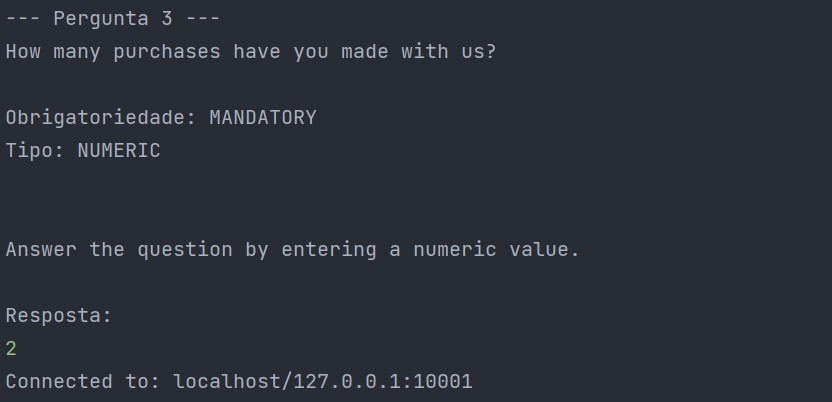 --- Pergunta 3 ---
How many purchases have you made with us?
Obrigatoriedade: MANDATORY
Tipo: NUMERIC
Answer the question by entering a numeric value.
Resposta:
2
Connected to: localhost/127.0.0.1:10001